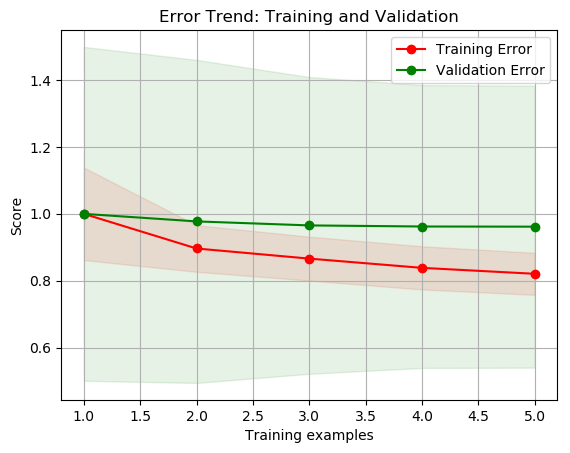 Error Trend: Training and Validation
Training Error
Validation Error
Score
1.4
1.2
1.0
0.8
0.6
1.0 1.5 2.0 2.5 3.0 3.5 4.0 4.5 5.0
Training examples